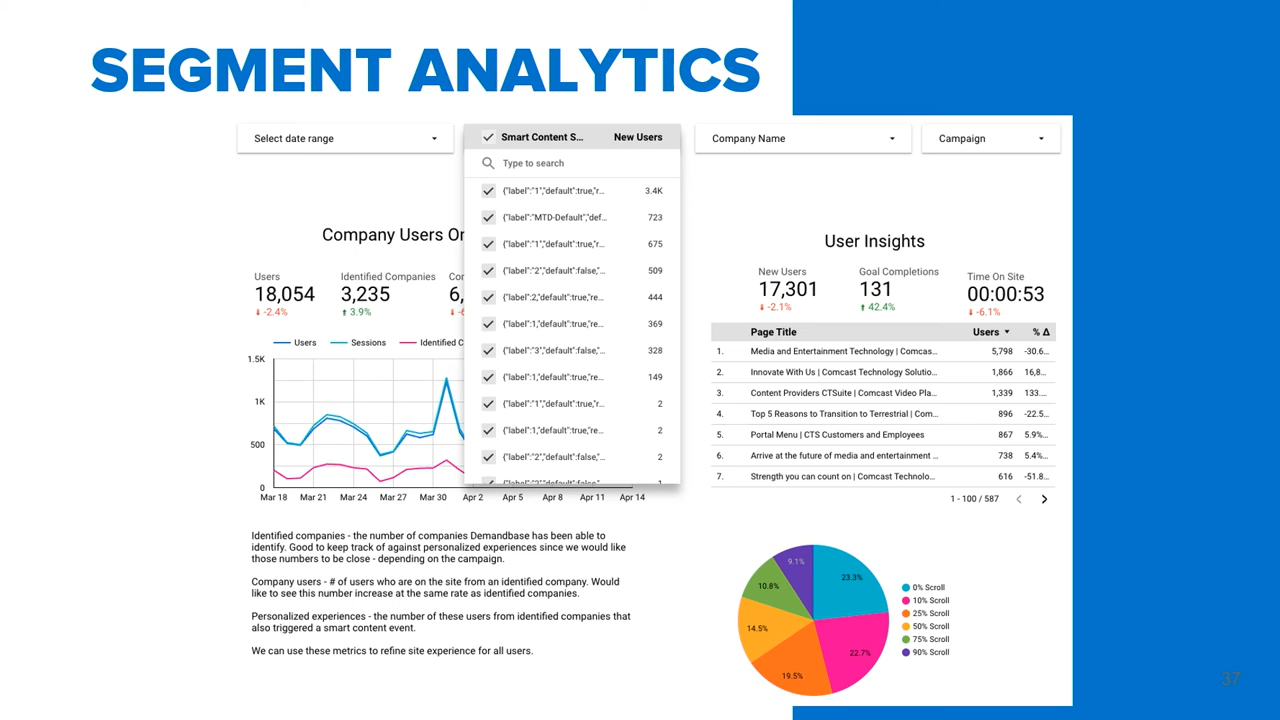 SEGMENT ANALYTICS
Select date range
Smart Content S... New Users
Company Name
Campaign
Type to search
{"label":"1","default":true,"r... 3.4K
{"label":"MTD-Default","def... 723
{"label":"1","default":true,"r... 675
{"label":"2","default":false,"... 509
{"label":2,"default":true,"re... 444
{"label":1,"default":true,"re... 369
{"label":"3","default":false,"... 328
{"label":1,"default":true,"re... 149
{"label":"1","default":true,"r... 2
{"label":1,"default":true,"re... 2
{"label":"2","default":false,"... 2
Company Users On
Users Identified Companies
18,054 3,235 6,
-2.4% 3.9%
Users Sessions Identified C
1.5K
1K
500
0
Mar 18 Mar 21 Mar 24 Mar 27 Mar 30 Apr 2 Apr 5 Apr 8 Apr 11 Apr 14
User Insights
New Users Goal Completions Time On Site
17,301 131 00:00:53
-2.1% 42.4% -6.1%
Page Title Users % Δ
1. Media and Entertainment Technology | Comcas... 5,798 -30.6...
2. Innovate With Us | Comcast Technology Solutio... 1,866 16,8...
3. Content Providers CTSuite | Comcast Video Pla... 1,339 133....
4. Top 5 Reasons to Transition to Terrestrial | Com... 896 -22.5...
5. Portal Menu | CTS Customers and Employees 867 5.9%...
6. Arrive at the future of media and entertainment ... 738 5.4%...
7. Strength you can count on | Comcast Technolo... 616 -51.8...
1 - 100 / 587
Identified companies - the number of companies Demandbase has been able to
identify. Good to keep track of against personalized experiences since we would like
those numbers to be close - depending on the campaign.
Company users - # of users who are on the site from an identified company. Would
like to see this number increase at the same rate as identified companies.
Personalized experiences - the number of these users from identified companies that
also triggered a smart content event.
We can use these metrics to refine site experience for all users.
23.3%
22.7%
19.5%
14.5%
10.8%
9.1%
0% Scroll
10% Scroll
25% Scroll
50% Scroll
75% Scroll
90% Scroll
37